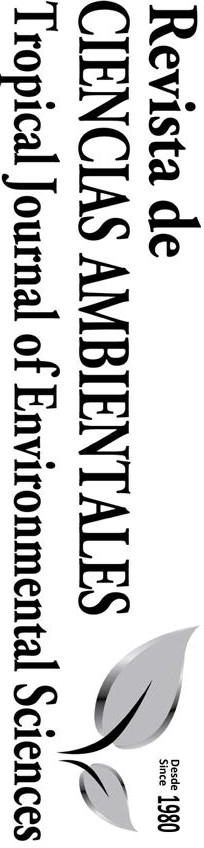 Revista de
CIENCIAS AMBIENTALES
Tropical Journal of Environmental Sciences
Desde
Since
1980